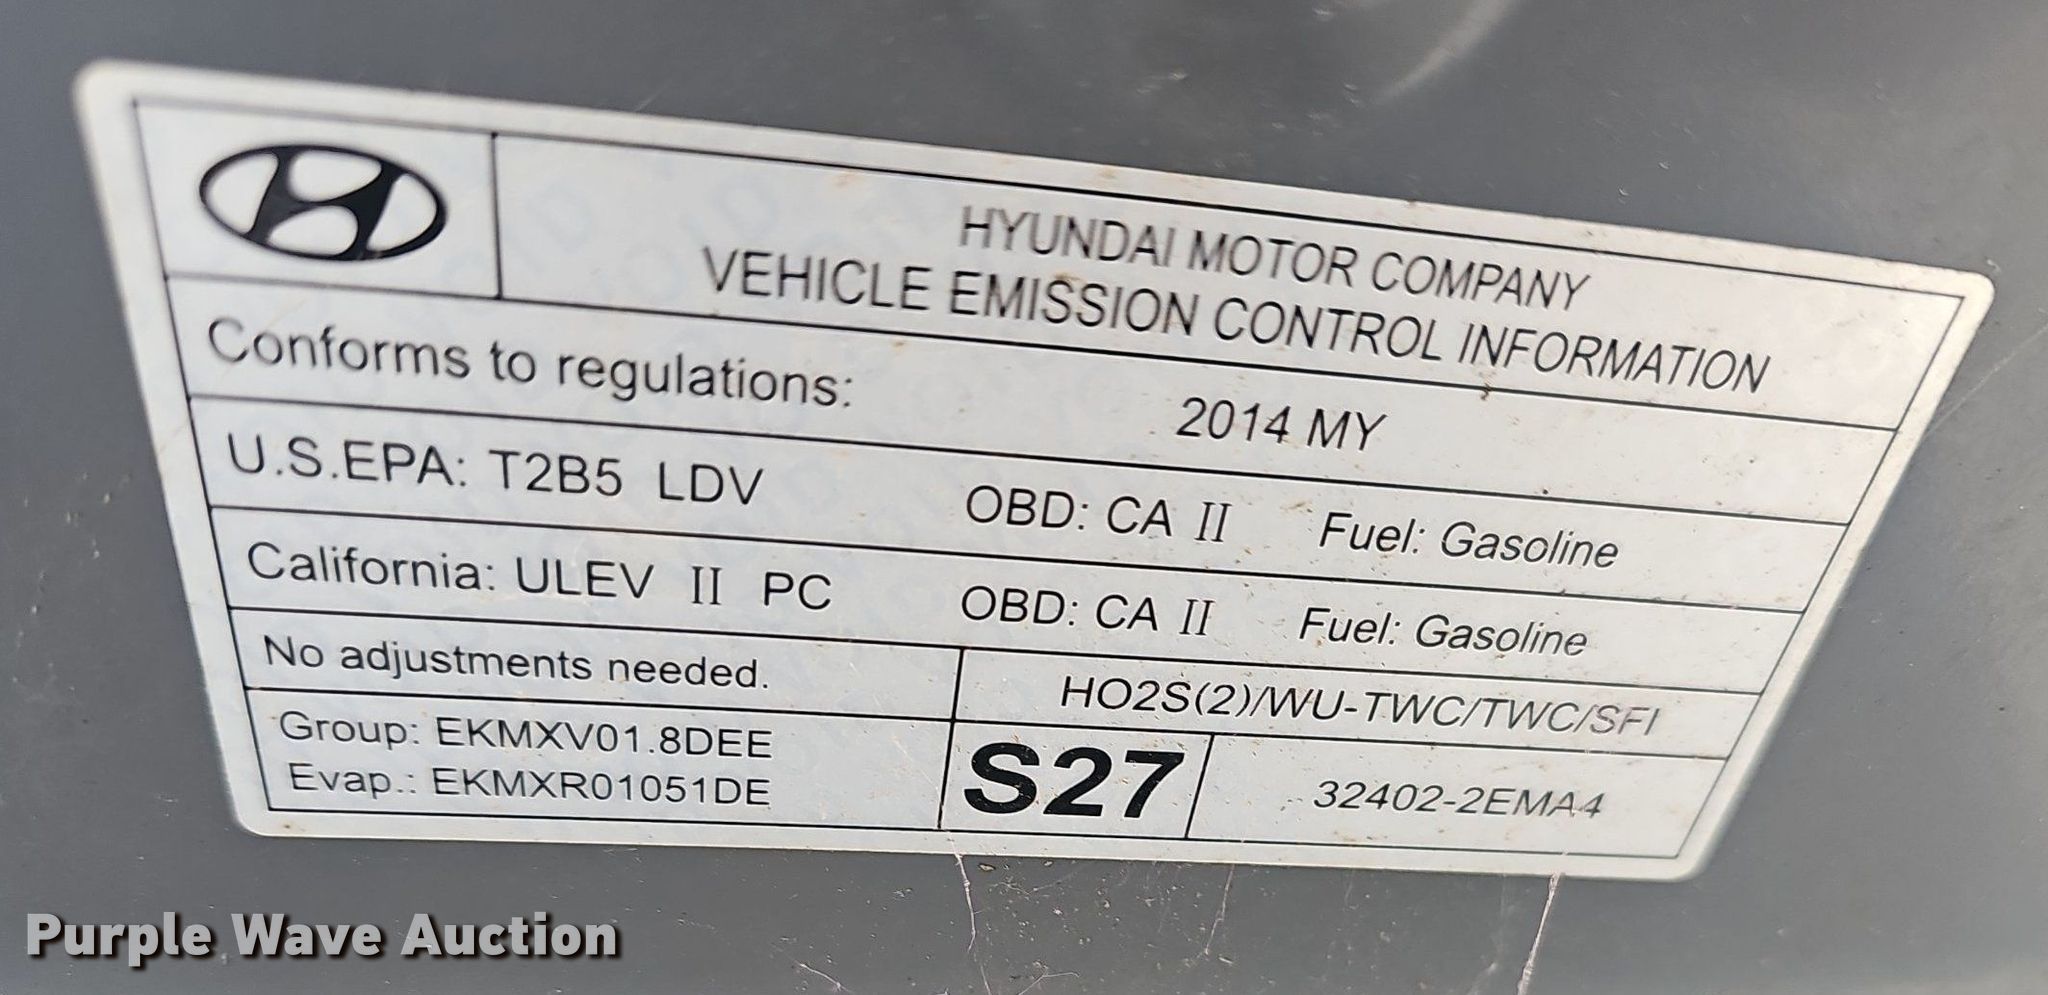 HYUNDAI MOTOR COMPANY
VEHICLE EMISSION CONTROL INFORMATION
Conforms to regulations: 2014 MY
U.S.EPA: T2B5 LDV OBD: CA II Fuel: Gasoline
California: ULEV II PC OBD: CA II Fuel: Gasoline
No adjustments needed. HO2S(2)/WU-TWC/TWC/SFI
Group: EKMXV01.8DEE
Evap.: EKMXR01051DE
S27
32402-2EMA4
Purple Wave Auction